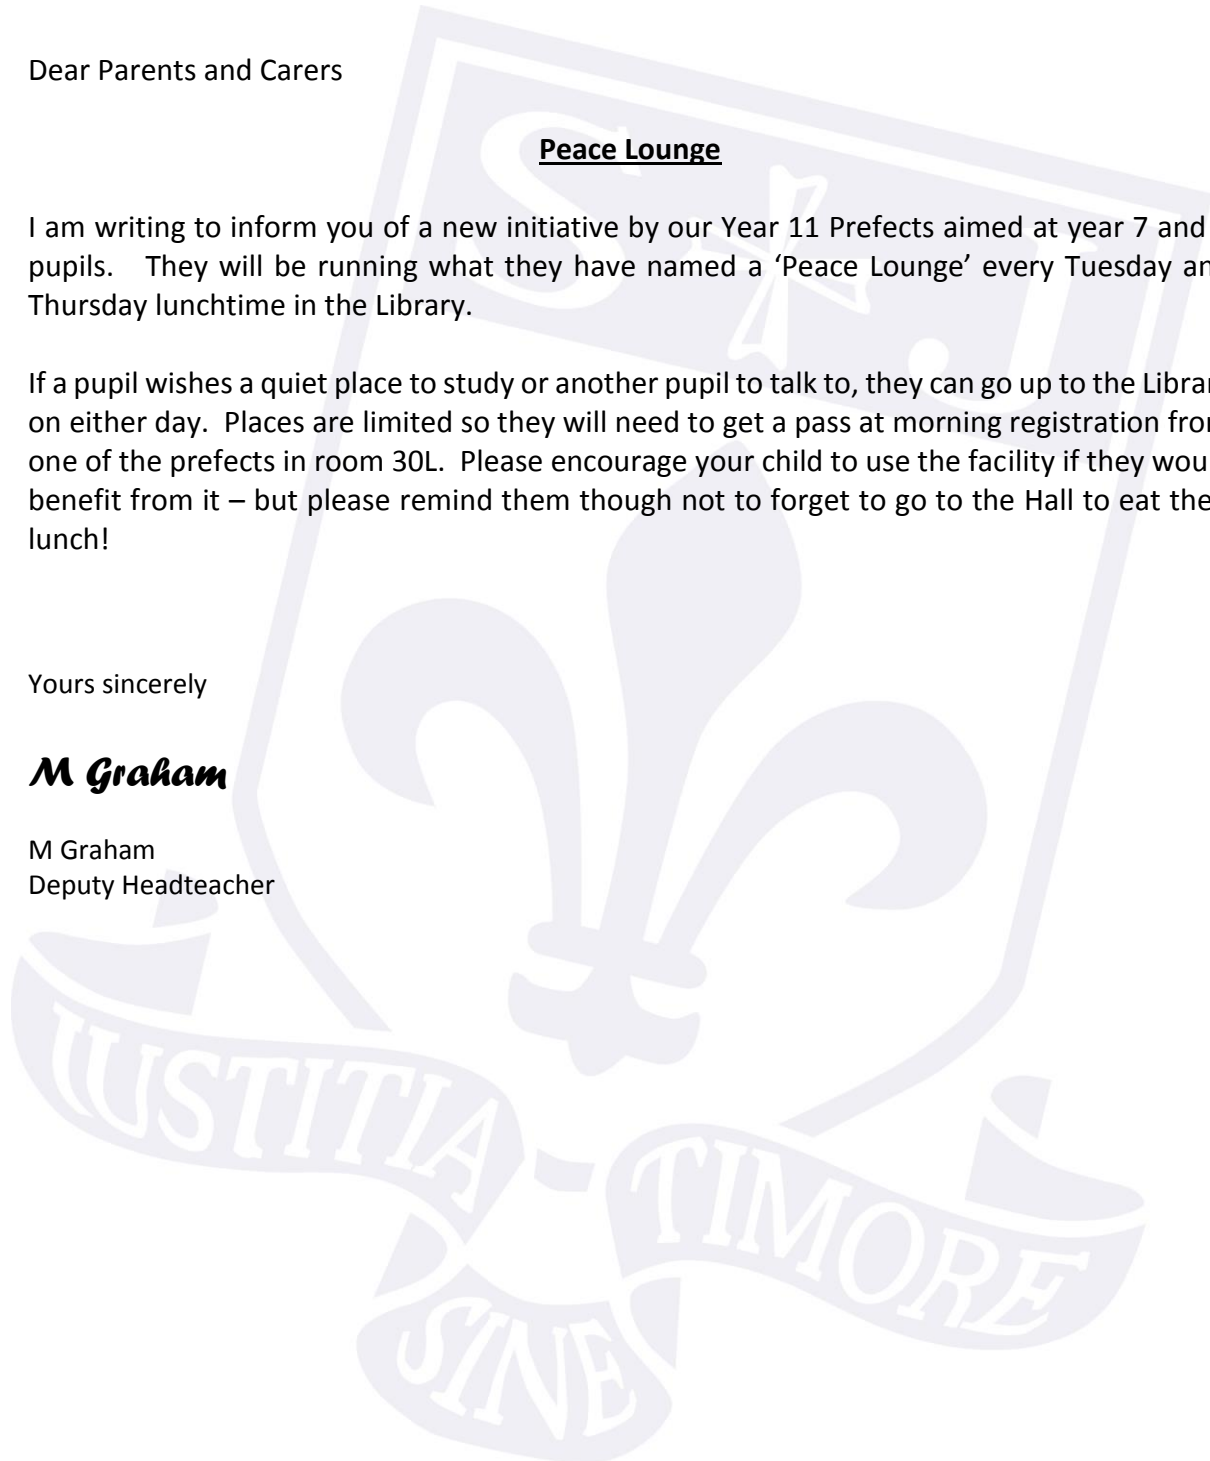 Dear Parents and Carers
Peace Lounge
I am writing to inform you of a new initiative by our Year 11 Prefects aimed at year 7 and
pupils. They will be running what they have named a ‘Peace Lounge’ every Tuesday an
Thursday lunchtime in the Library.
If a pupil wishes a quiet place to study or another pupil to talk to, they can go up to the Librar
on either day. Places are limited so they will need to get a pass at morning registration fro
one of the prefects in room 30L. Please encourage your child to use the facility if they wou
benefit from it – but please remind them though not to forget to go to the Hall to eat the
lunch!
Yours sincerely
M Graham
M Graham
Deputy Headteacher
S J
IUSTITIA
SINE
TIMORE